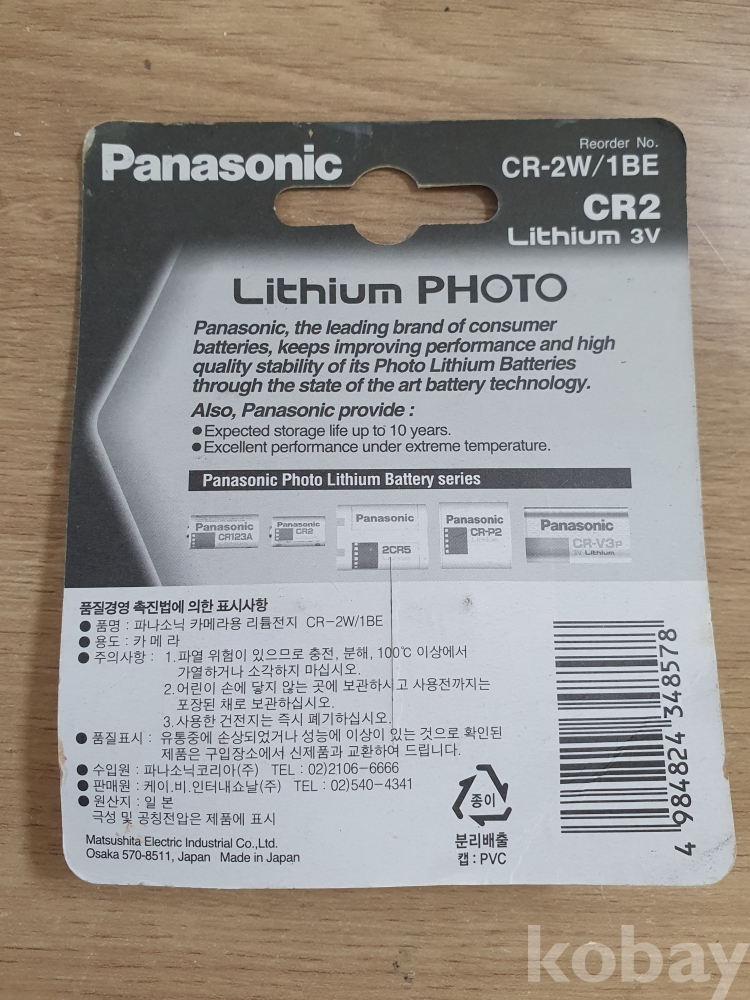 Panasonic
Reorder No.
CR-2W/1BE
CR2
Lithium 3V
Lithium PHOTO
Panasonic, the leading brand of consumer
batteries, keeps improving performance and high
quality stability of its Photo Lithium Batteries
through the state of the art battery technology.
Also, Panasonic provide :
● Expected storage life up to 10 years.
● Excellent performance under extreme temperature.
Panasonic Photo Lithium Battery series
Panasonic
CR123A
Panasonic
CR2
Panasonic
2CR5
Panasonic
CR-P2
Panasonic
CR-V3P
3V Lithium
품질경영 촉진법에 의한 표시사항
● 품명 : 파나소닉 카메라용 리튬전지 CR-2W/1BE
● 용도 : 카 메 라
● 주의사항 : 1.파열 위험이 있으므로 충전, 분해, 100℃ 이상에서
가열하거나 소각하지 마십시오.
2.어린이 손에 닿지 않는 곳에 보관하시고 사용전까지는
포장된 채로 보관하십시오.
3.사용한 건전지는 즉시 폐기하십시오.
● 품질표시 : 유통중에 손상되었거나 성능에 이상이 있는 것으로 확인된
제품은 구입장소에서 신제품과 교환하여 드립니다.
● 수입원 : 파나소닉코리아(주) TEL : 02)2106-6666
● 판매원 : 케이.비.인터내쇼날(주) TEL : 02)540-4341
● 원산지 : 일 본
극성 및 공칭전압은 제품에 표시
Matsushita Electric Industrial Co.,Ltd.
Osaka 570-8511, Japan Made in Japan
종이
분리배출
캡 : PVC
4 984824 348578
kobay